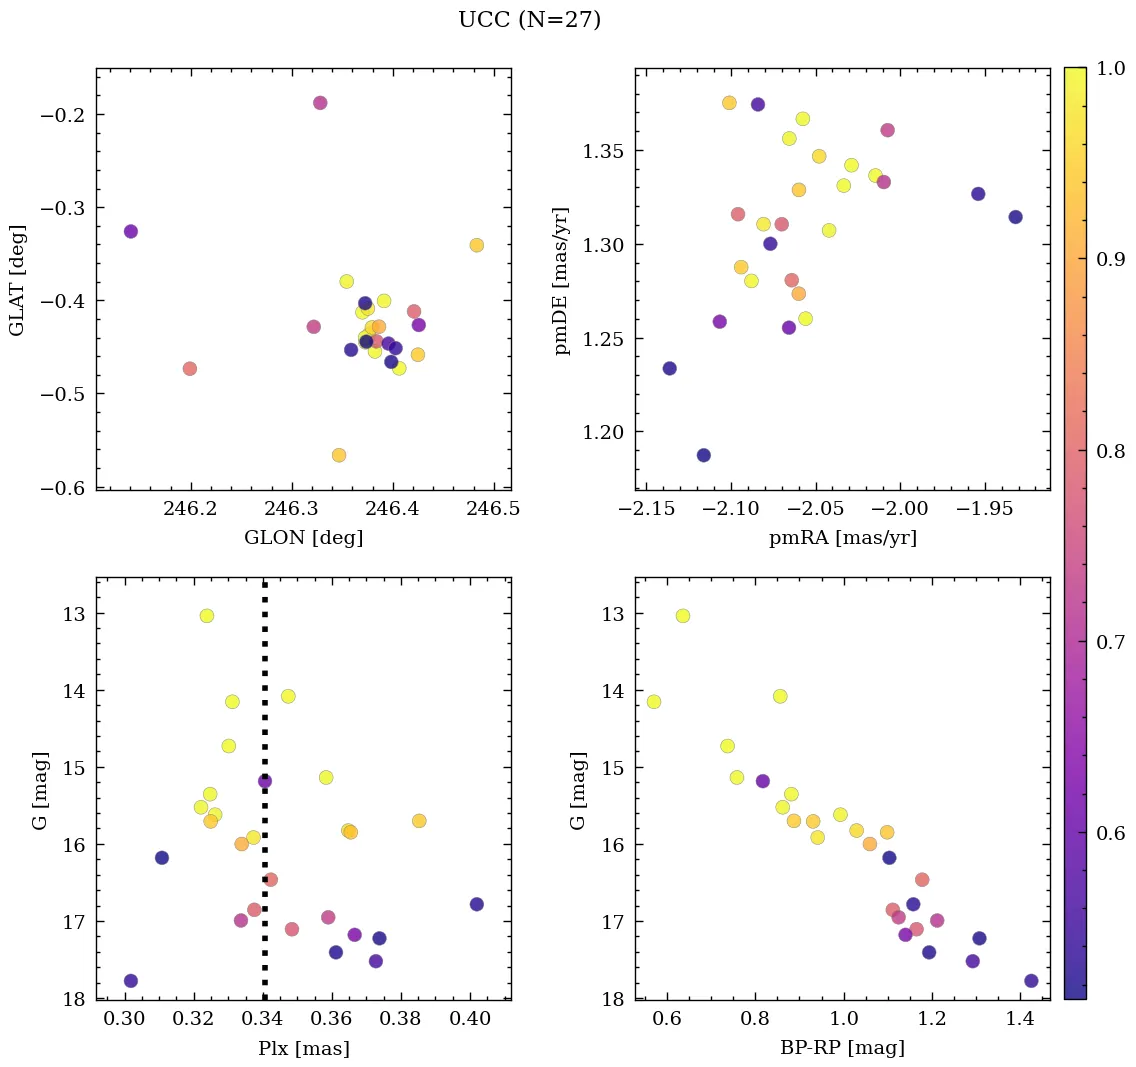 UCC (N=27)
−0.2
−0.3
−0.4
−0.5
−0.6
GLAT [deg]
246.2 246.3 246.4 246.5
GLON [deg]
1.35
1.30
1.25
1.20
pmDE [mas/yr]
−2.15 −2.10 −2.05 −2.00 −1.95
pmRA [mas/yr]
13
14
15
16
17
18
G [mag]
0.30 0.32 0.34 0.36 0.38 0.40
Plx [mas]
13
14
15
16
17
18
G [mag]
0.6 0.8 1.0 1.2 1.4
BP-RP [mag]
1.0
0.9
0.8
0.7
0.6